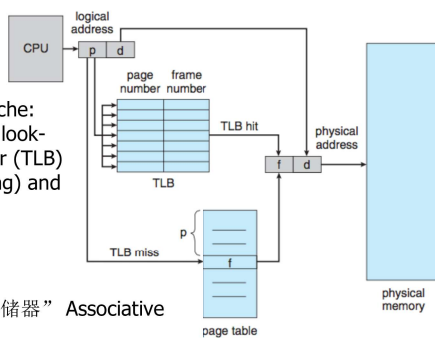 logical
address
CPU
p d
page number
frame number
che:
look-
r (TLB)
g) and
TLB hit
TLB
physical
address
f d
p
TLB miss
f
储器” Associative
page table
physical
memory